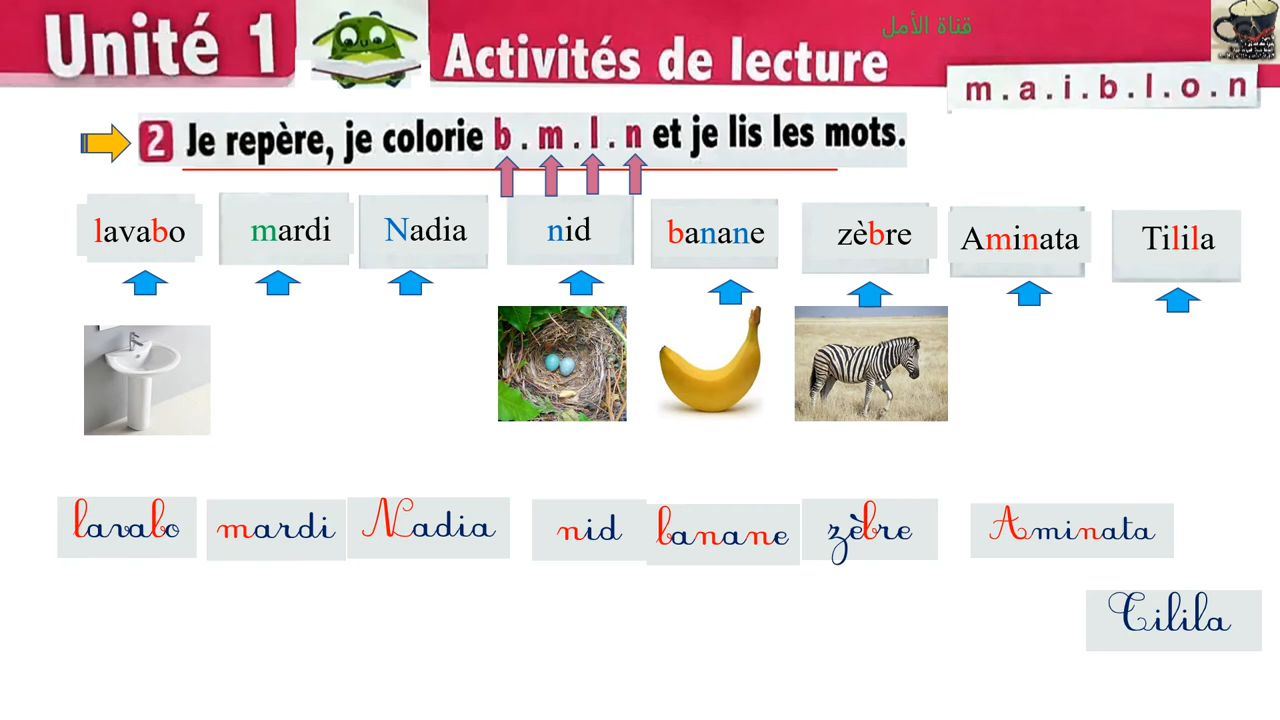 Unité 1
Activités de lecture
قناة الأمل
m.a.i.b.l.o.n
2 Je repère, je colorie b.m.l.n et je lis les mots.
lavabo mardi Nadia nid banane zèbre Aminata Tilila
lavabo mardi Nadia nid banane zèbre Aminata
Tilila